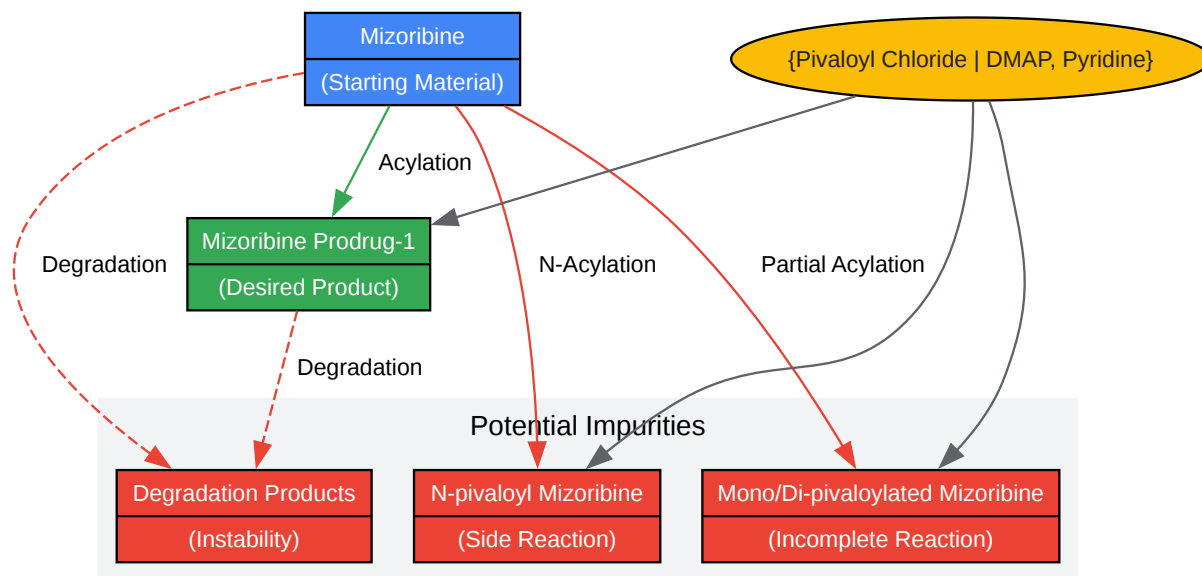 Mizoribine
(Starting Material)
{Pivaloyl Chloride | DMAP, Pyridine}
Acylation
Mizoribine Prodrug-1
(Desired Product)
Degradation
N-Acylation
Partial Acylation
Degradation
Potential Impurities
Degradation Products
(Instability)
N-pivaloyl Mizoribine
(Side Reaction)
Mono/Di-pivaloylated Mizoribine
(Incomplete Reaction)